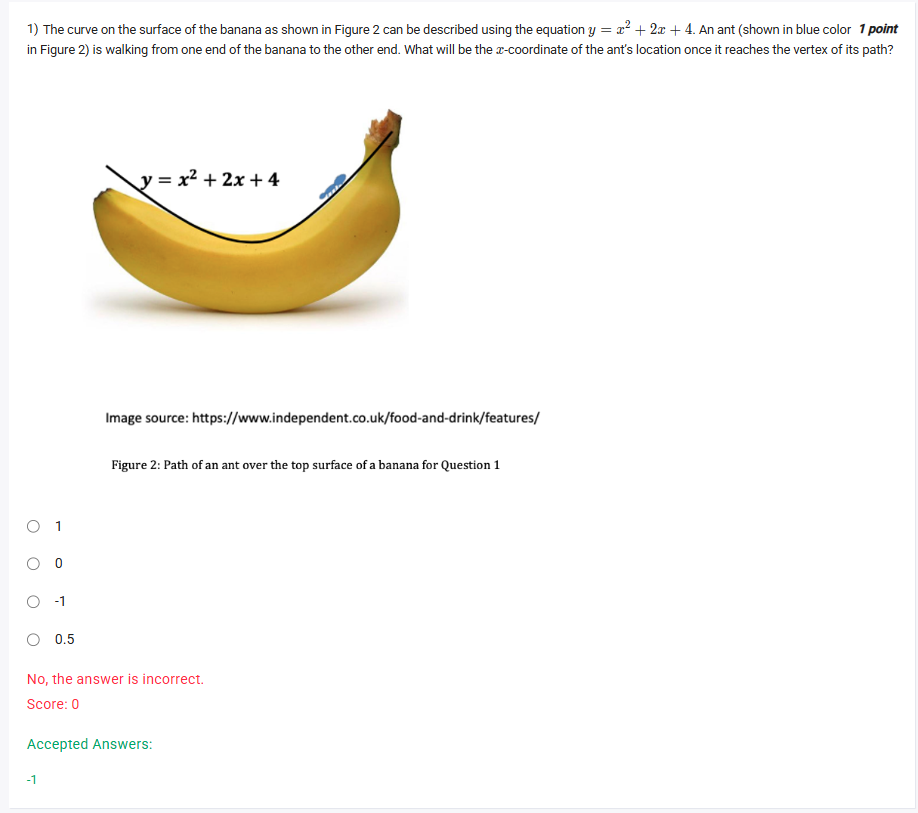 1) The curve on the surface of the banana as shown in Figure 2 can be described using the equation y = x² + 2x + 4. An ant (shown in blue color 1 point
in Figure 2) is walking from one end of the banana to the other end. What will be the x-coordinate of the ant's location once it reaches the vertex of its path?
y = x² + 2x + 4
Image source: https://www.independent.co.uk/food-and-drink/features/
Figure 2: Path of an ant over the top surface of a banana for Question 1
1
0
-1
0.5
No, the answer is incorrect.
Score: 0
Accepted Answers:
-1